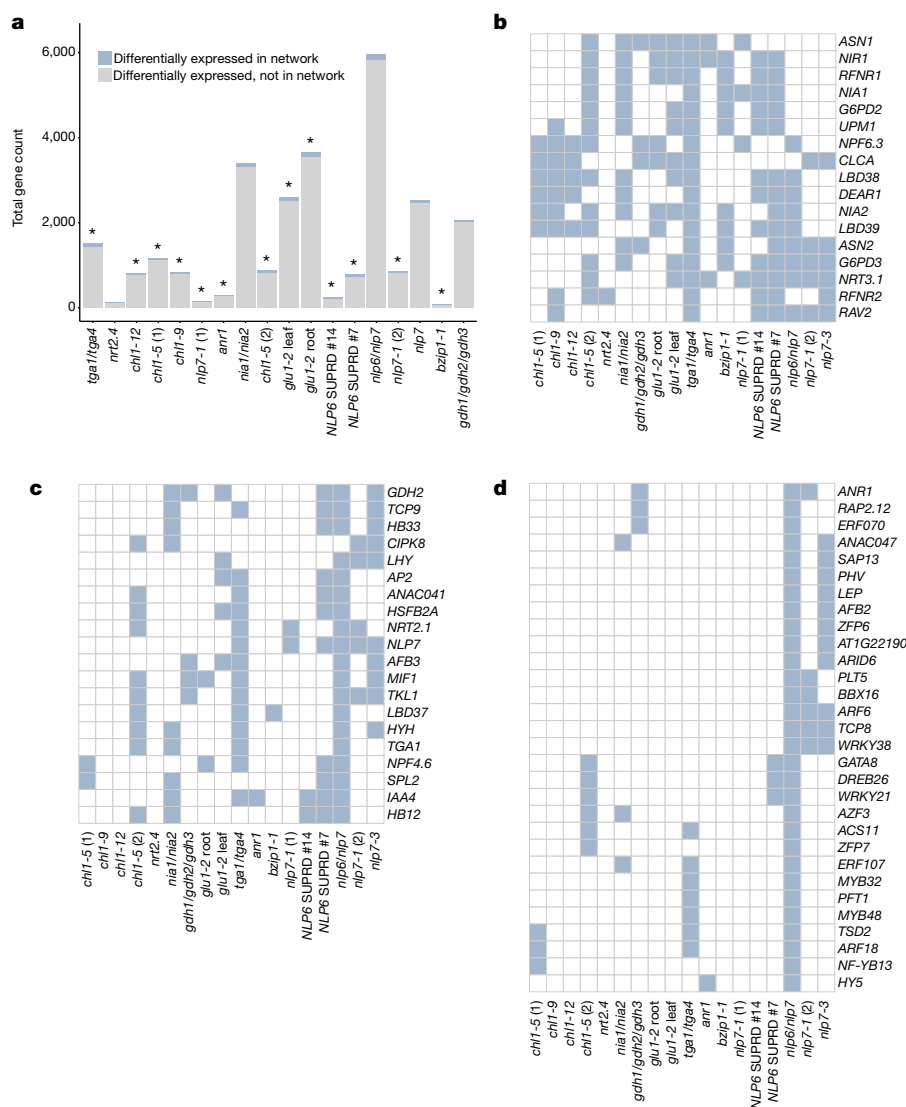 a
Total gene count
6,000
4,000
2,000
0
Differentially expressed in network
Differentially expressed, not in network
* * * * * * * * * * * * *
tga1/tga4
nrt2.4
chl1-12
chl1-5 (1)
chl1-9
nlp7-1 (1)
anr1
nia1/nia2
chl1-5 (2)
glu1-2 leaf
glu1-2 root
NLP6 SUPRD #14
NLP6 SUPRD #7
nlp6/nlp7
nlp7-1 (2)
nlp7
bzip1-1
gdh1/gdh2/gdh3
b
ASN1
NIR1
RFNR1
NIA1
G6PD2
UPM1
NPF6.3
CLCA
LBD38
DEAR1
NIA2
LBD39
ASN2
G6PD3
NRT3.1
RFNR2
RAV2
chl1-5 (1)
chl1-9
chl1-12
chl1-5 (2)
nrt2.4
nia1/nia2
gdh1/gdh2/gdh3
glu1-2 root
glu1-2 leaf
tga1/tga4
anr1
bzip1-1
nlp7-1 (1)
NLP6 SUPRD #14
NLP6 SUPRD #7
nlp6/nlp7
nlp7-1 (2)
nlp7-3
c
GDH2
TCP9
HB33
CIPK8
LHY
AP2
ANAC041
HSFB2A
NRT2.1
NLP7
AFB3
MIF1
TKL1
LBD37
HYH
TGA1
NPF4.6
SPL2
IAA4
HB12
chl1-5 (1)
chl1-9
chl1-12
chl1-5 (2)
nrt2.4
nia1/nia2
gdh1/gdh2/gdh3
glu1-2 root
glu1-2 leaf
tga1/tga4
anr1
bzip1-1
nlp7-1 (1)
NLP6 SUPRD #14
NLP6 SUPRD #7
nlp6/nlp7
nlp7-1 (2)
nlp7-3
d
ANR1
RAP2.12
ERF070
ANAC047
SAP13
PHV
LEP
AFB2
ZFP6
AT1G22190
ARID6
PLT5
BBX16
ARF6
TCP8
WRKY38
GATA8
DREB26
WRKY21
AZF3
ACS11
ZFP7
ERF107
MYB32
PFT1
MYB48
TSD2
ARF18
NF-YB13
HY5
chl1-5 (1)
chl1-9
chl1-12
chl1-5 (2)
nrt2.4
nia1/nia2
gdh1/gdh2/gdh3
glu1-2 root
glu1-2 leaf
tga1/tga4
anr1
bzip1-1
nlp7-1 (1)
NLP6 SUPRD #14
NLP6 SUPRD #7
nlp6/nlp7
nlp7-1 (2)
nlp7-3